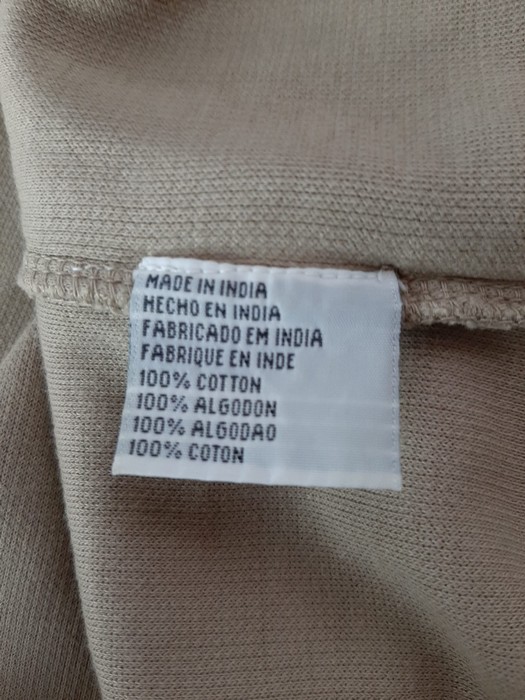 MADE IN INDIA
HECHO EN INDIA
FABRICADO EM INDIA
FABRIQUE EN INDE
100% COTTON
100% ALGODON
100% ALGODAO
100% COTON